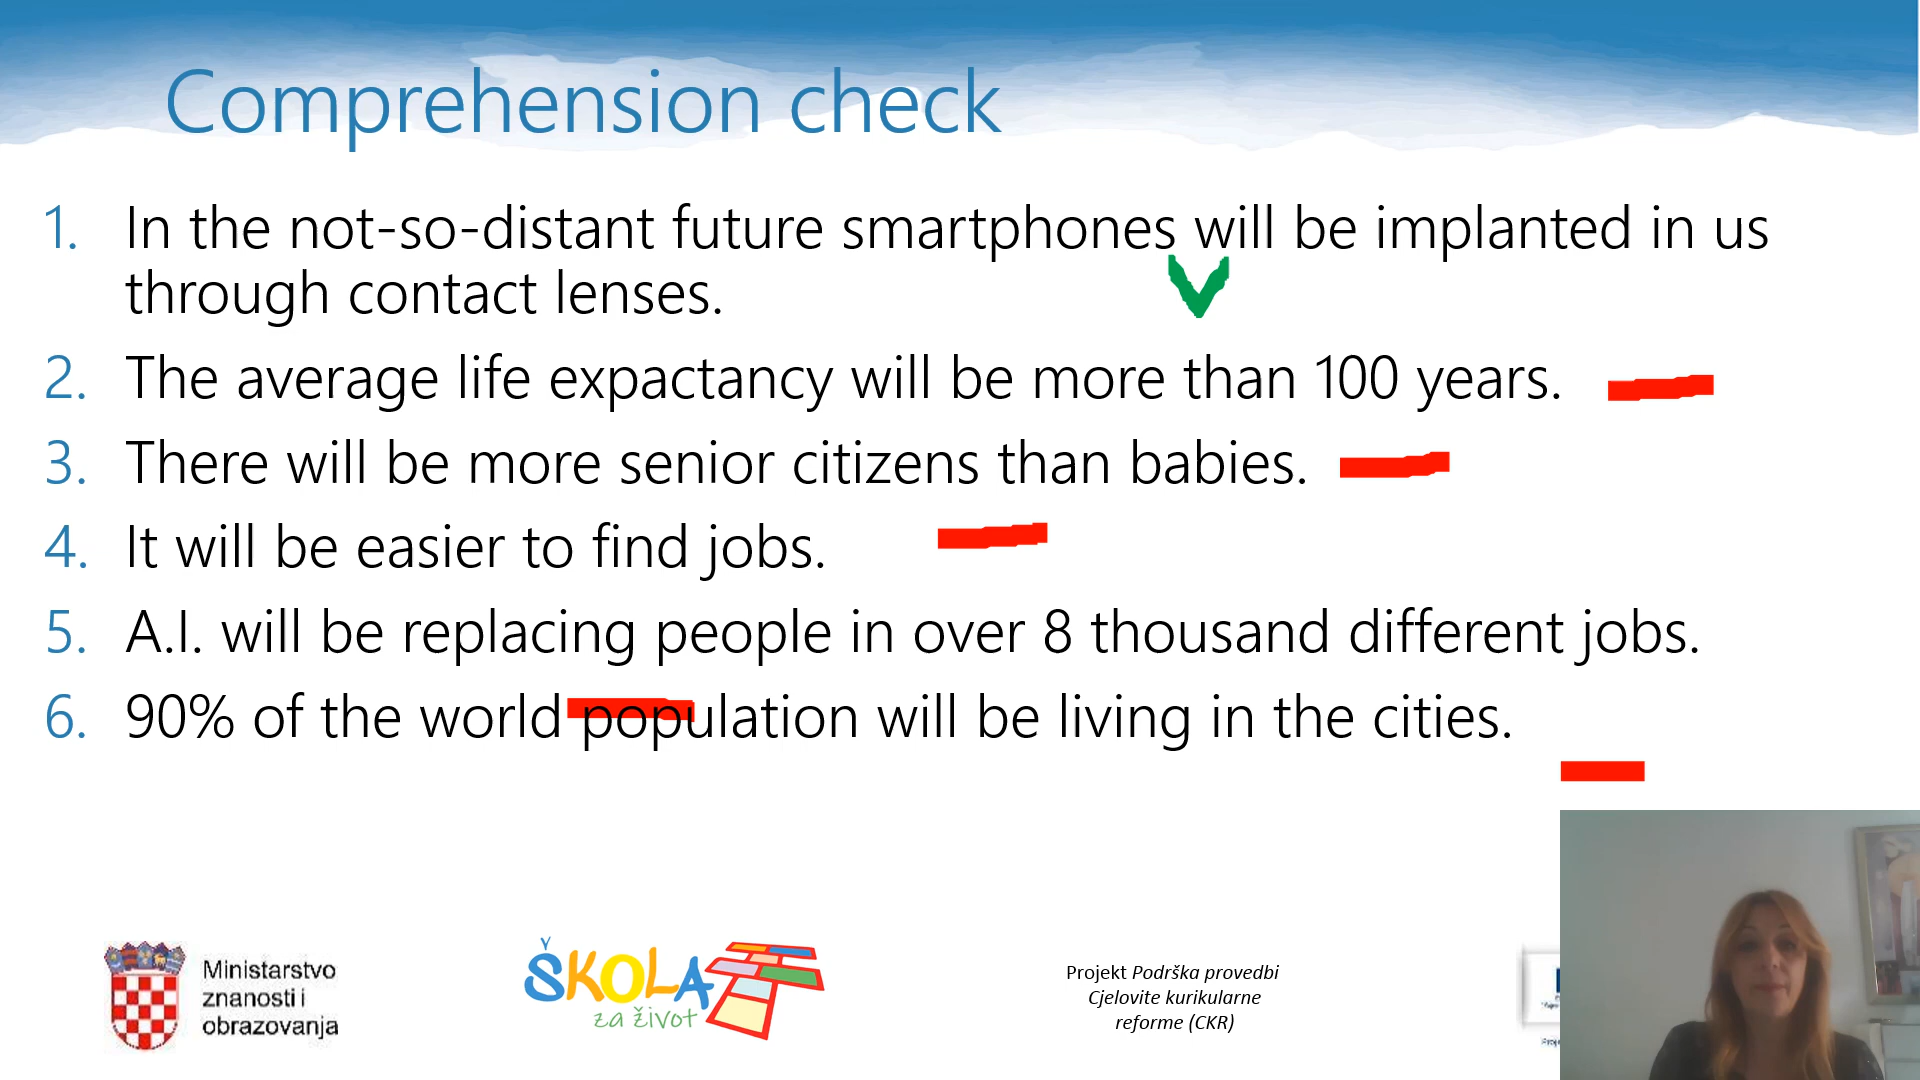 Comprehension check
1. In the not-so-distant future smartphones will be implanted in us
through contact lenses.
2. The average life expactancy will be more than 100 years.
3. There will be more senior citizens than babies.
4. It will be easier to find jobs.
5. A.I. will be replacing people in over 8 thousand different jobs.
6. 90% of the world population will be living in the cities.
Ministarstvo
znanosti i
obrazovanja
ŠKOLA
za život
Projekt Podrška provedbi
Cjelovite kurikularne
reforme (CKR)